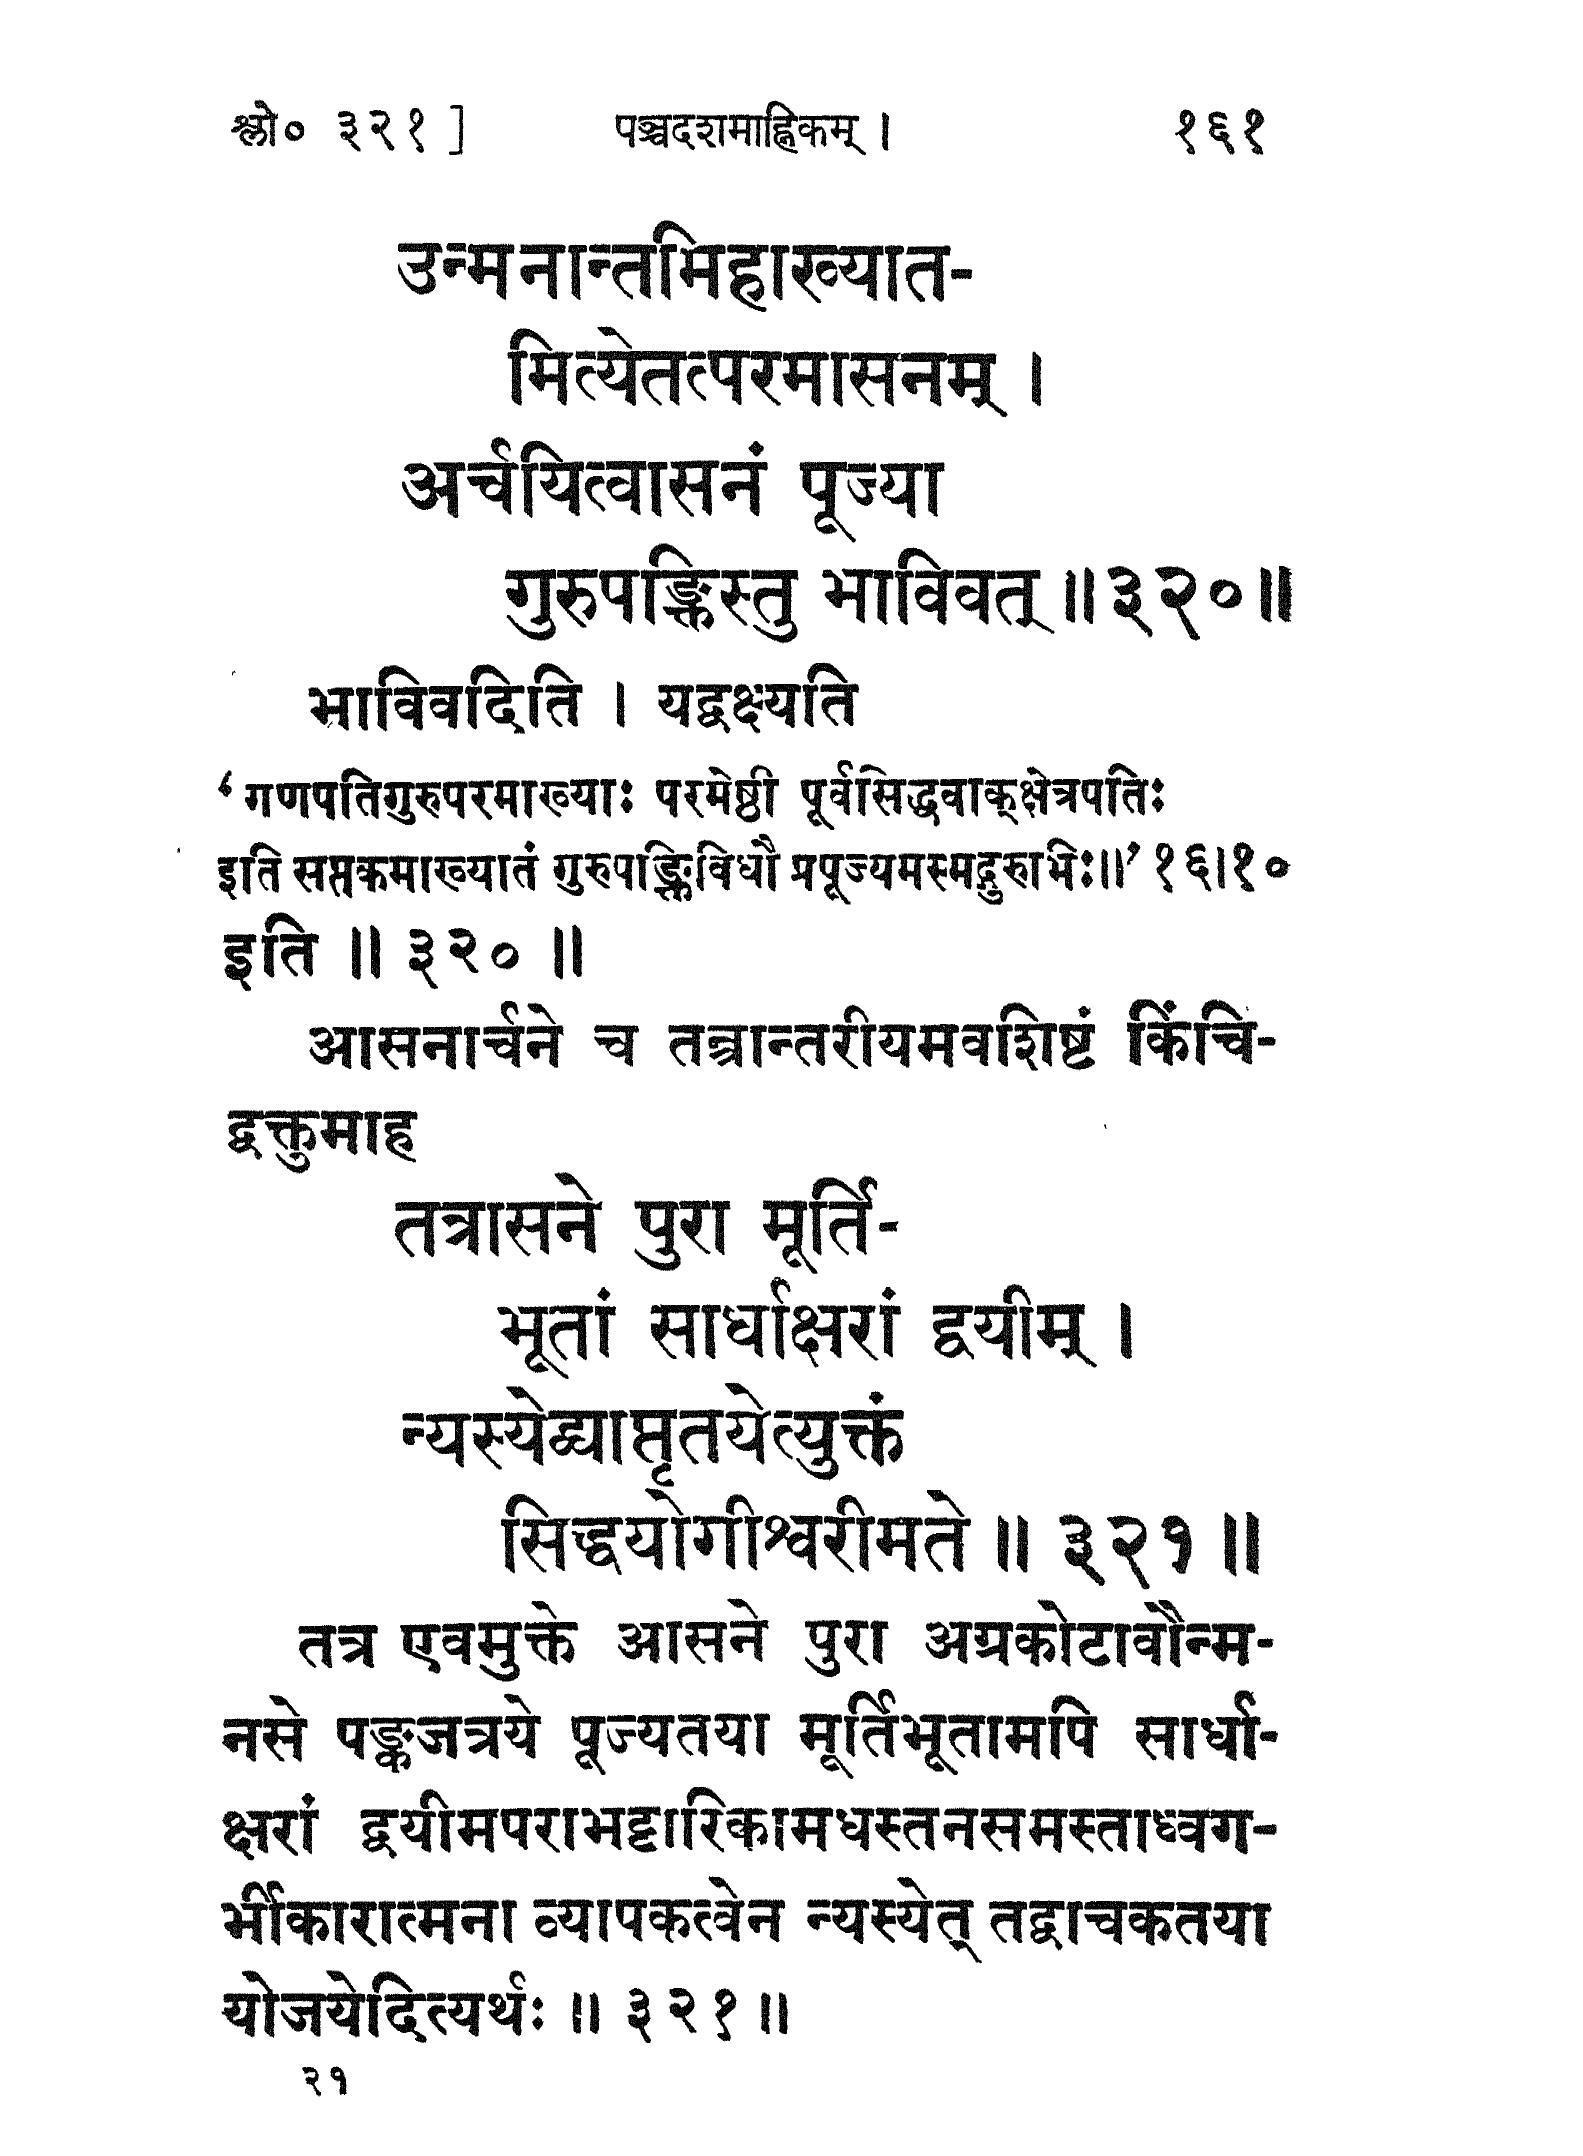 श्लो० ३२१ ] पञ्चदशमाह्निकम् । १६१
उन्मनान्तमिहाख्यात-
मित्येतत्परमासनम् ।
अर्चयित्वासनं पूज्या
गुरुपङ्क्तिस्तु भाविवत् ॥ ३२० ॥
भाविवदिति । यद्वक्ष्यति
‘ गणपतिगुरुपरमाख्याः परमेष्ठी पूर्वसिद्धवाक्क्षेत्रपतिः
इति सप्तकमाख्यातं गुरुपङ्क्तिविधौ प्रपूज्यमस्मद्गुरुभिः॥’ १६।१०
इति ॥ ३२० ॥
आसनार्चने च तन्त्रान्तरीयमवशिष्टं किंचि-
द्वक्तुमाह
तत्रासने पुरा मूर्ति-
भूतां सार्धाक्षरां द्वयीम् ।
न्यस्येद्व्याप्तृतयेत्युक्तं
सिद्धयोगीश्वरीमते ॥ ३२१ ॥
तत्र एवमुक्ते आसने पुरा अग्रकोटावौन्म-
नसे पङ्कजत्रये पूज्यतया मूर्तिभूतामपि सार्धा-
क्षरां द्वयीमपराभट्टारिकामधस्तनसमस्ताध्वग-
र्भीकारात्मना व्यापकत्वेन न्यस्येत् तद्वाचकतया
योजयेदित्यर्थः ॥ ३२१ ॥
२१